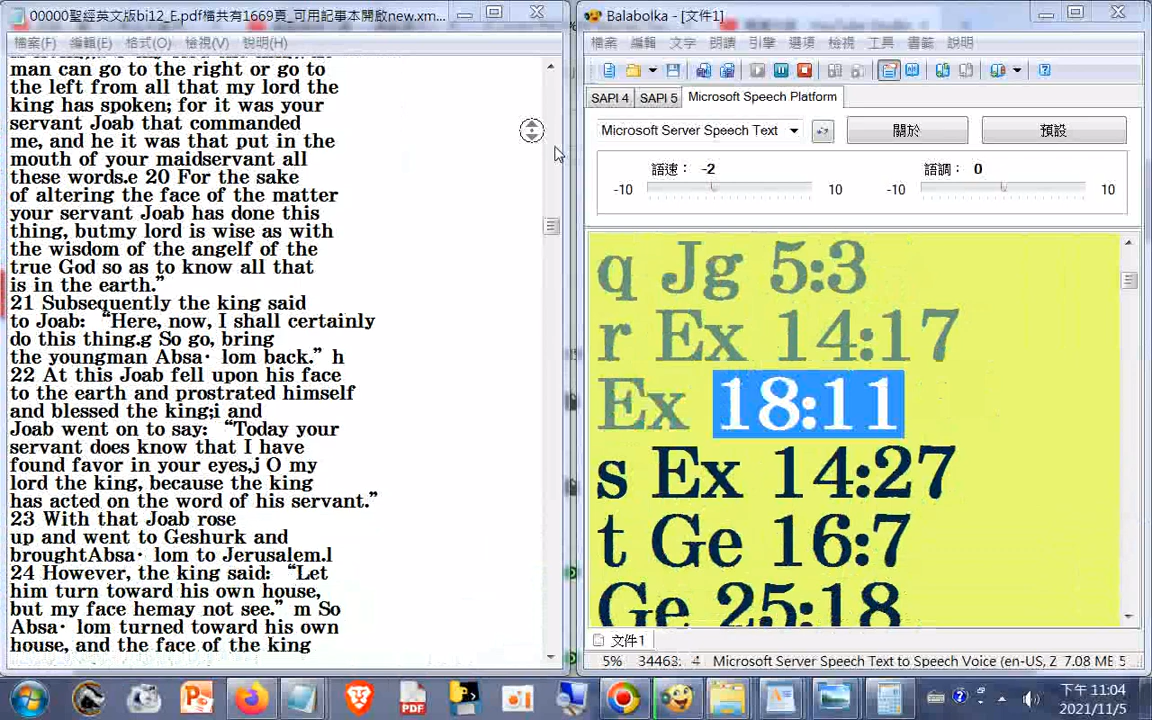 00000聖經英文版bi12_E.pdf檔共有1669頁_可用記事本開啟new.xm...
檔案(F) 編輯(E) 格式(O) 檢視(V) 說明(H)
man can go to the right or go to
the left from all that my lord the
king has spoken; for it was your
servant Joab that commanded
me, and he it was that put in the
mouth of your maidservant all
these words.e 20 For the sake
of altering the face of the matter
your servant Joab has done this
thing, butmy lord is wise as with
the wisdom of the angelf of the
true God so as to know all that
is in the earth.”
21 Subsequently the king said
to Joab: “Here, now, I shall certainly
do this thing.g So go, bring
the youngman Absa· lom back.” h
22 At this Joab fell upon his face
to the earth and prostrated himself
and blessed the king;i and
Joab went on to say: “Today your
servant does know that I have
found favor in your eyes,j O my
lord the king, because the king
has acted on the word of his servant.”
23 With that Joab rose
up and went to Geshurk and
broughtAbsa· lom to Jerusalem.l
24 However, the king said: “Let
him turn toward his own house,
but my face hemay not see.” m So
Absa· lom turned toward his own
house, and the face of the king
Balabolka - [文件1]
檔案 編輯 文字 朗讀 引擎 選項 檢視 工具 書籤 說明
SAPI 4 SAPI 5 Microsoft Speech Platform
Microsoft Server Speech Text 關於 預設
語速: -2 語調: 0
-10 10 -10 10
q Jg 5:3
r Ex 14:17
Ex 18:11
s Ex 14:27
t Ge 16:7
Ge 25:18
文件1
5% 34463: 4 Microsoft Server Speech Text to Speech Voice (en-US, Z 7.08 MB 5
下午 11:04
2021/11/5